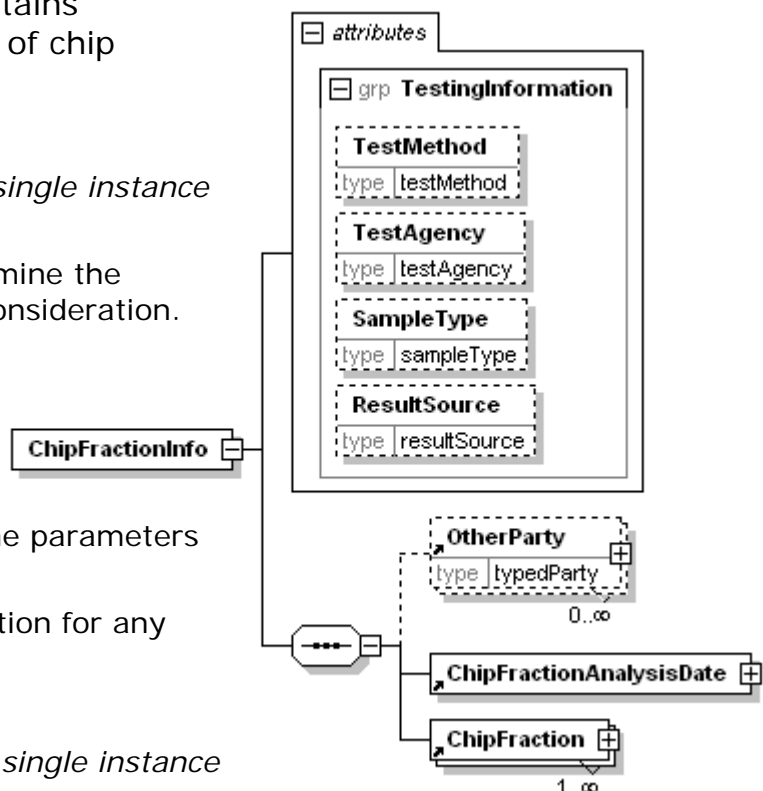 tains
of chip
single instance
mine the
onsideration.
ne parameters
tion for any
single instance
attributes
grp TestingInformation
TestMethod
type testMethod
TestAgency
type testAgency
SampleType
type sampleType
ResultSource
type resultSource
ChipFractionInfo
OtherParty
type typedParty
0..∞
ChipFractionAnalysisDate
ChipFraction
1..∞